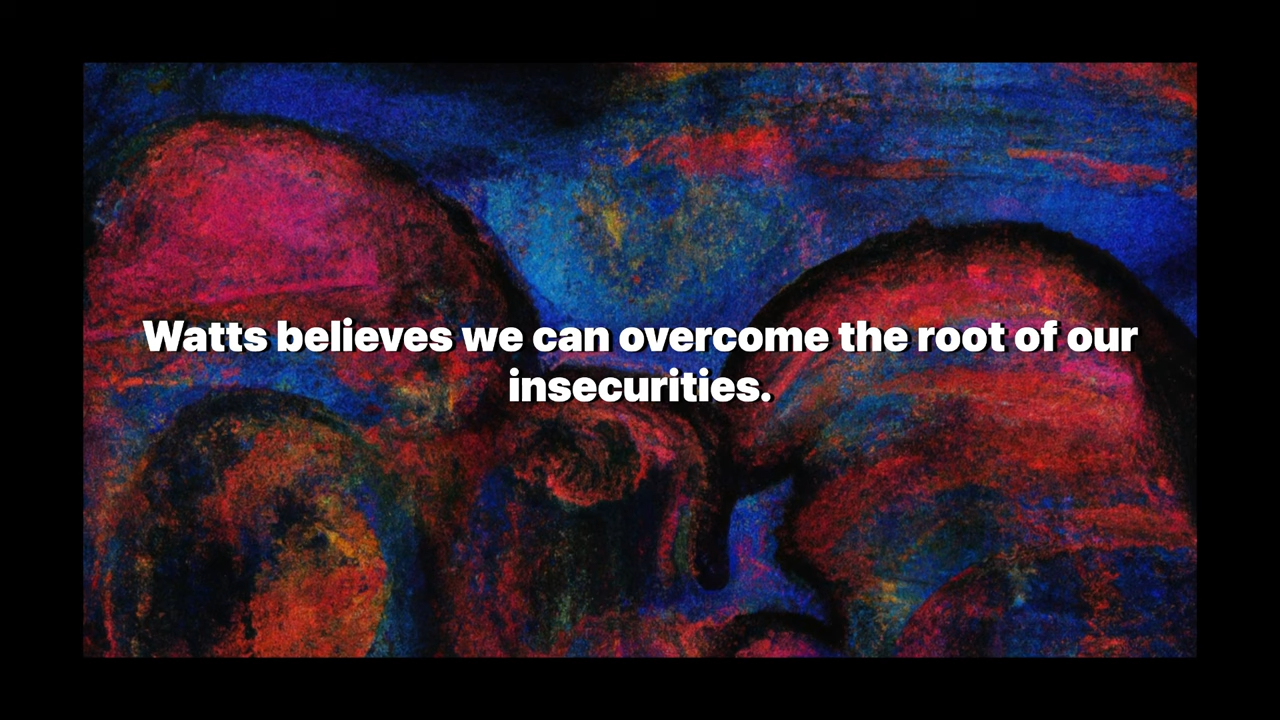 Watts believes we can overcome the root of our
insecurities.